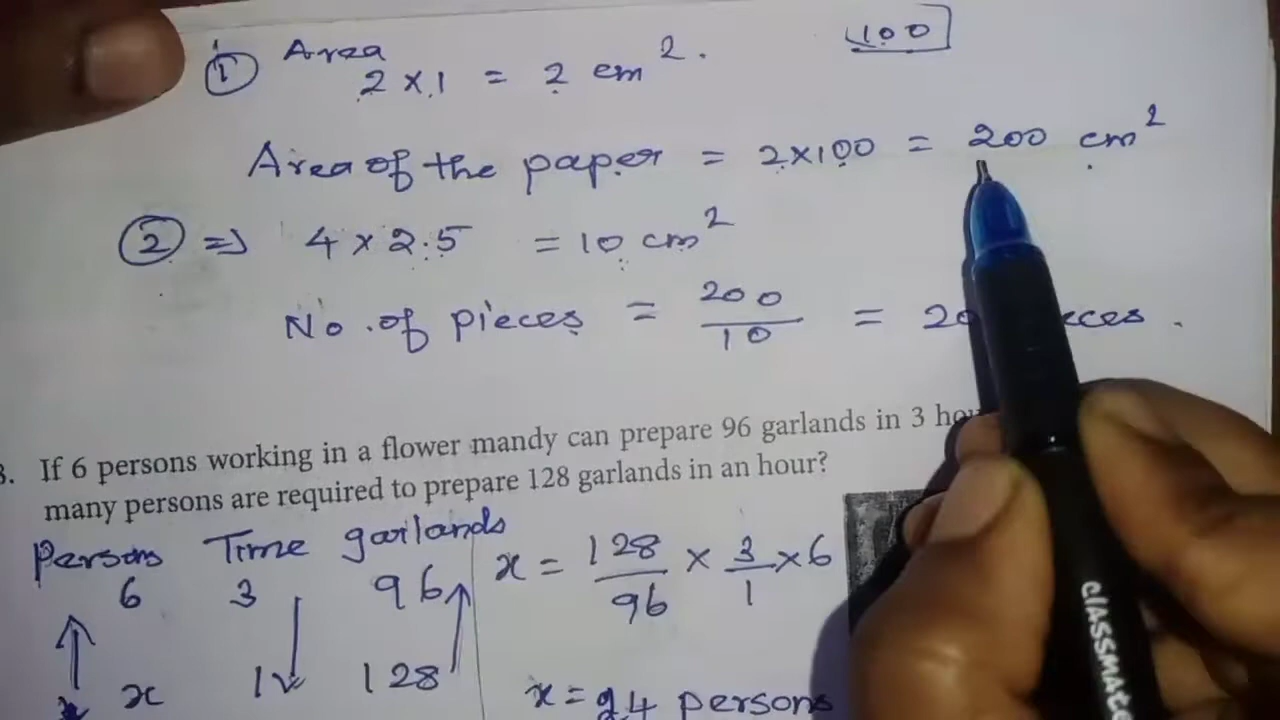 ① Area
100
2 × 1 = 2 cm².
Area of the paper = 2×100 = 200 cm²
② ⇒ 4 × 2.5 = 10 cm²
No. of pieces = 200/10 = 20
If 6 persons working in a flower mandy can prepare 96 garlands in 3
many persons are required to prepare 128 garlands in an hour?
Persons Time garlands
6 3 96
x 1 128
x = 128/96 × 3/1 × 6
x = 24 persons
CLASSMATE